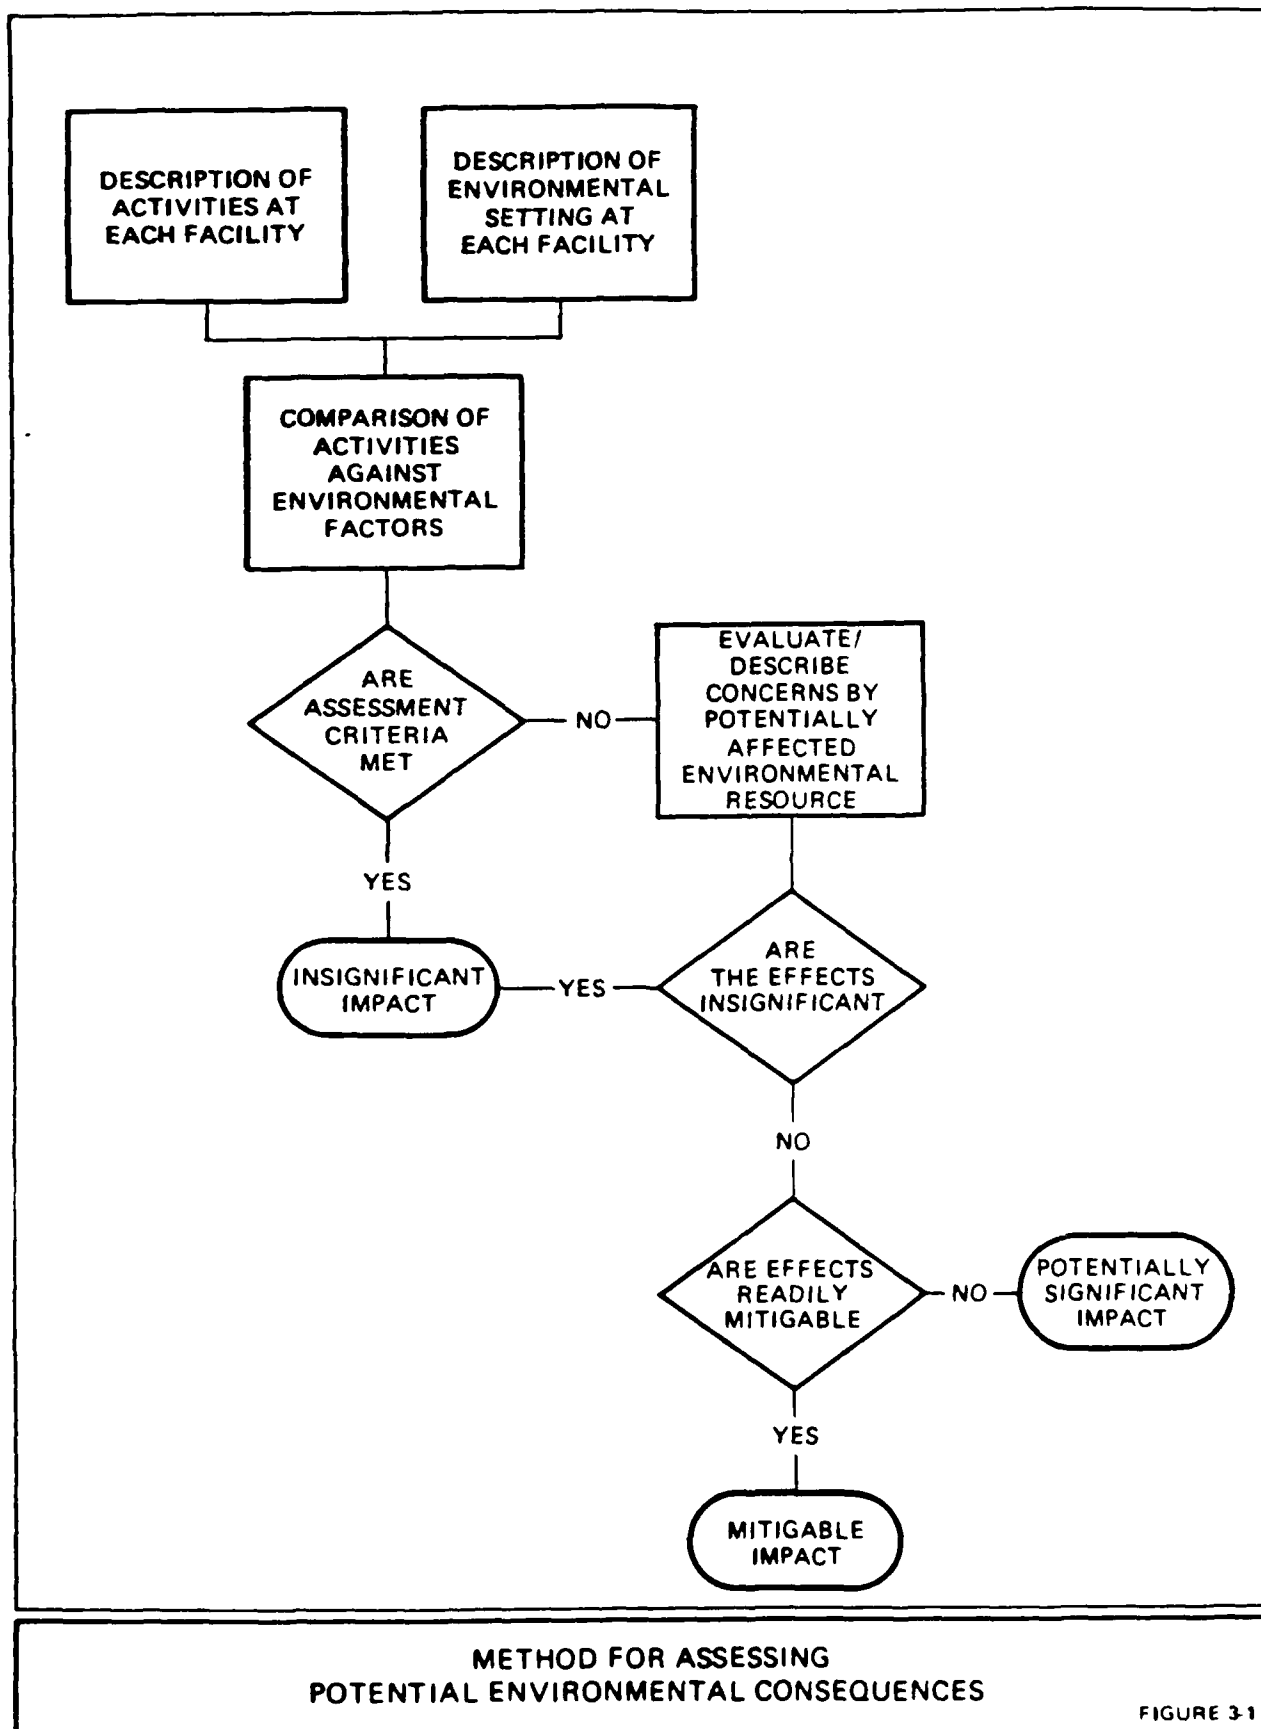 DESCRIPTION OF
ACTIVITIES AT
EACH FACILITY
DESCRIPTION OF
ENVIRONMENTAL
SETTING AT
EACH FACILITY
COMPARISON OF
ACTIVITIES
AGAINST
ENVIRONMENTAL
FACTORS
ARE
ASSESSMENT
CRITERIA
MET
NO
EVALUATE/
DESCRIBE
CONCERNS BY
POTENTIALLY
AFFECTED
ENVIRONMENTAL
RESOURCE
YES
INSIGNIFICANT
IMPACT
YES
ARE
THE EFFECTS
INSIGNIFICANT
NO
ARE EFFECTS
READILY
MITIGABLE
NO
POTENTIALLY
SIGNIFICANT
IMPACT
YES
MITIGABLE
IMPACT
METHOD FOR ASSESSING
POTENTIAL ENVIRONMENTAL CONSEQUENCES
FIGURE 3-1